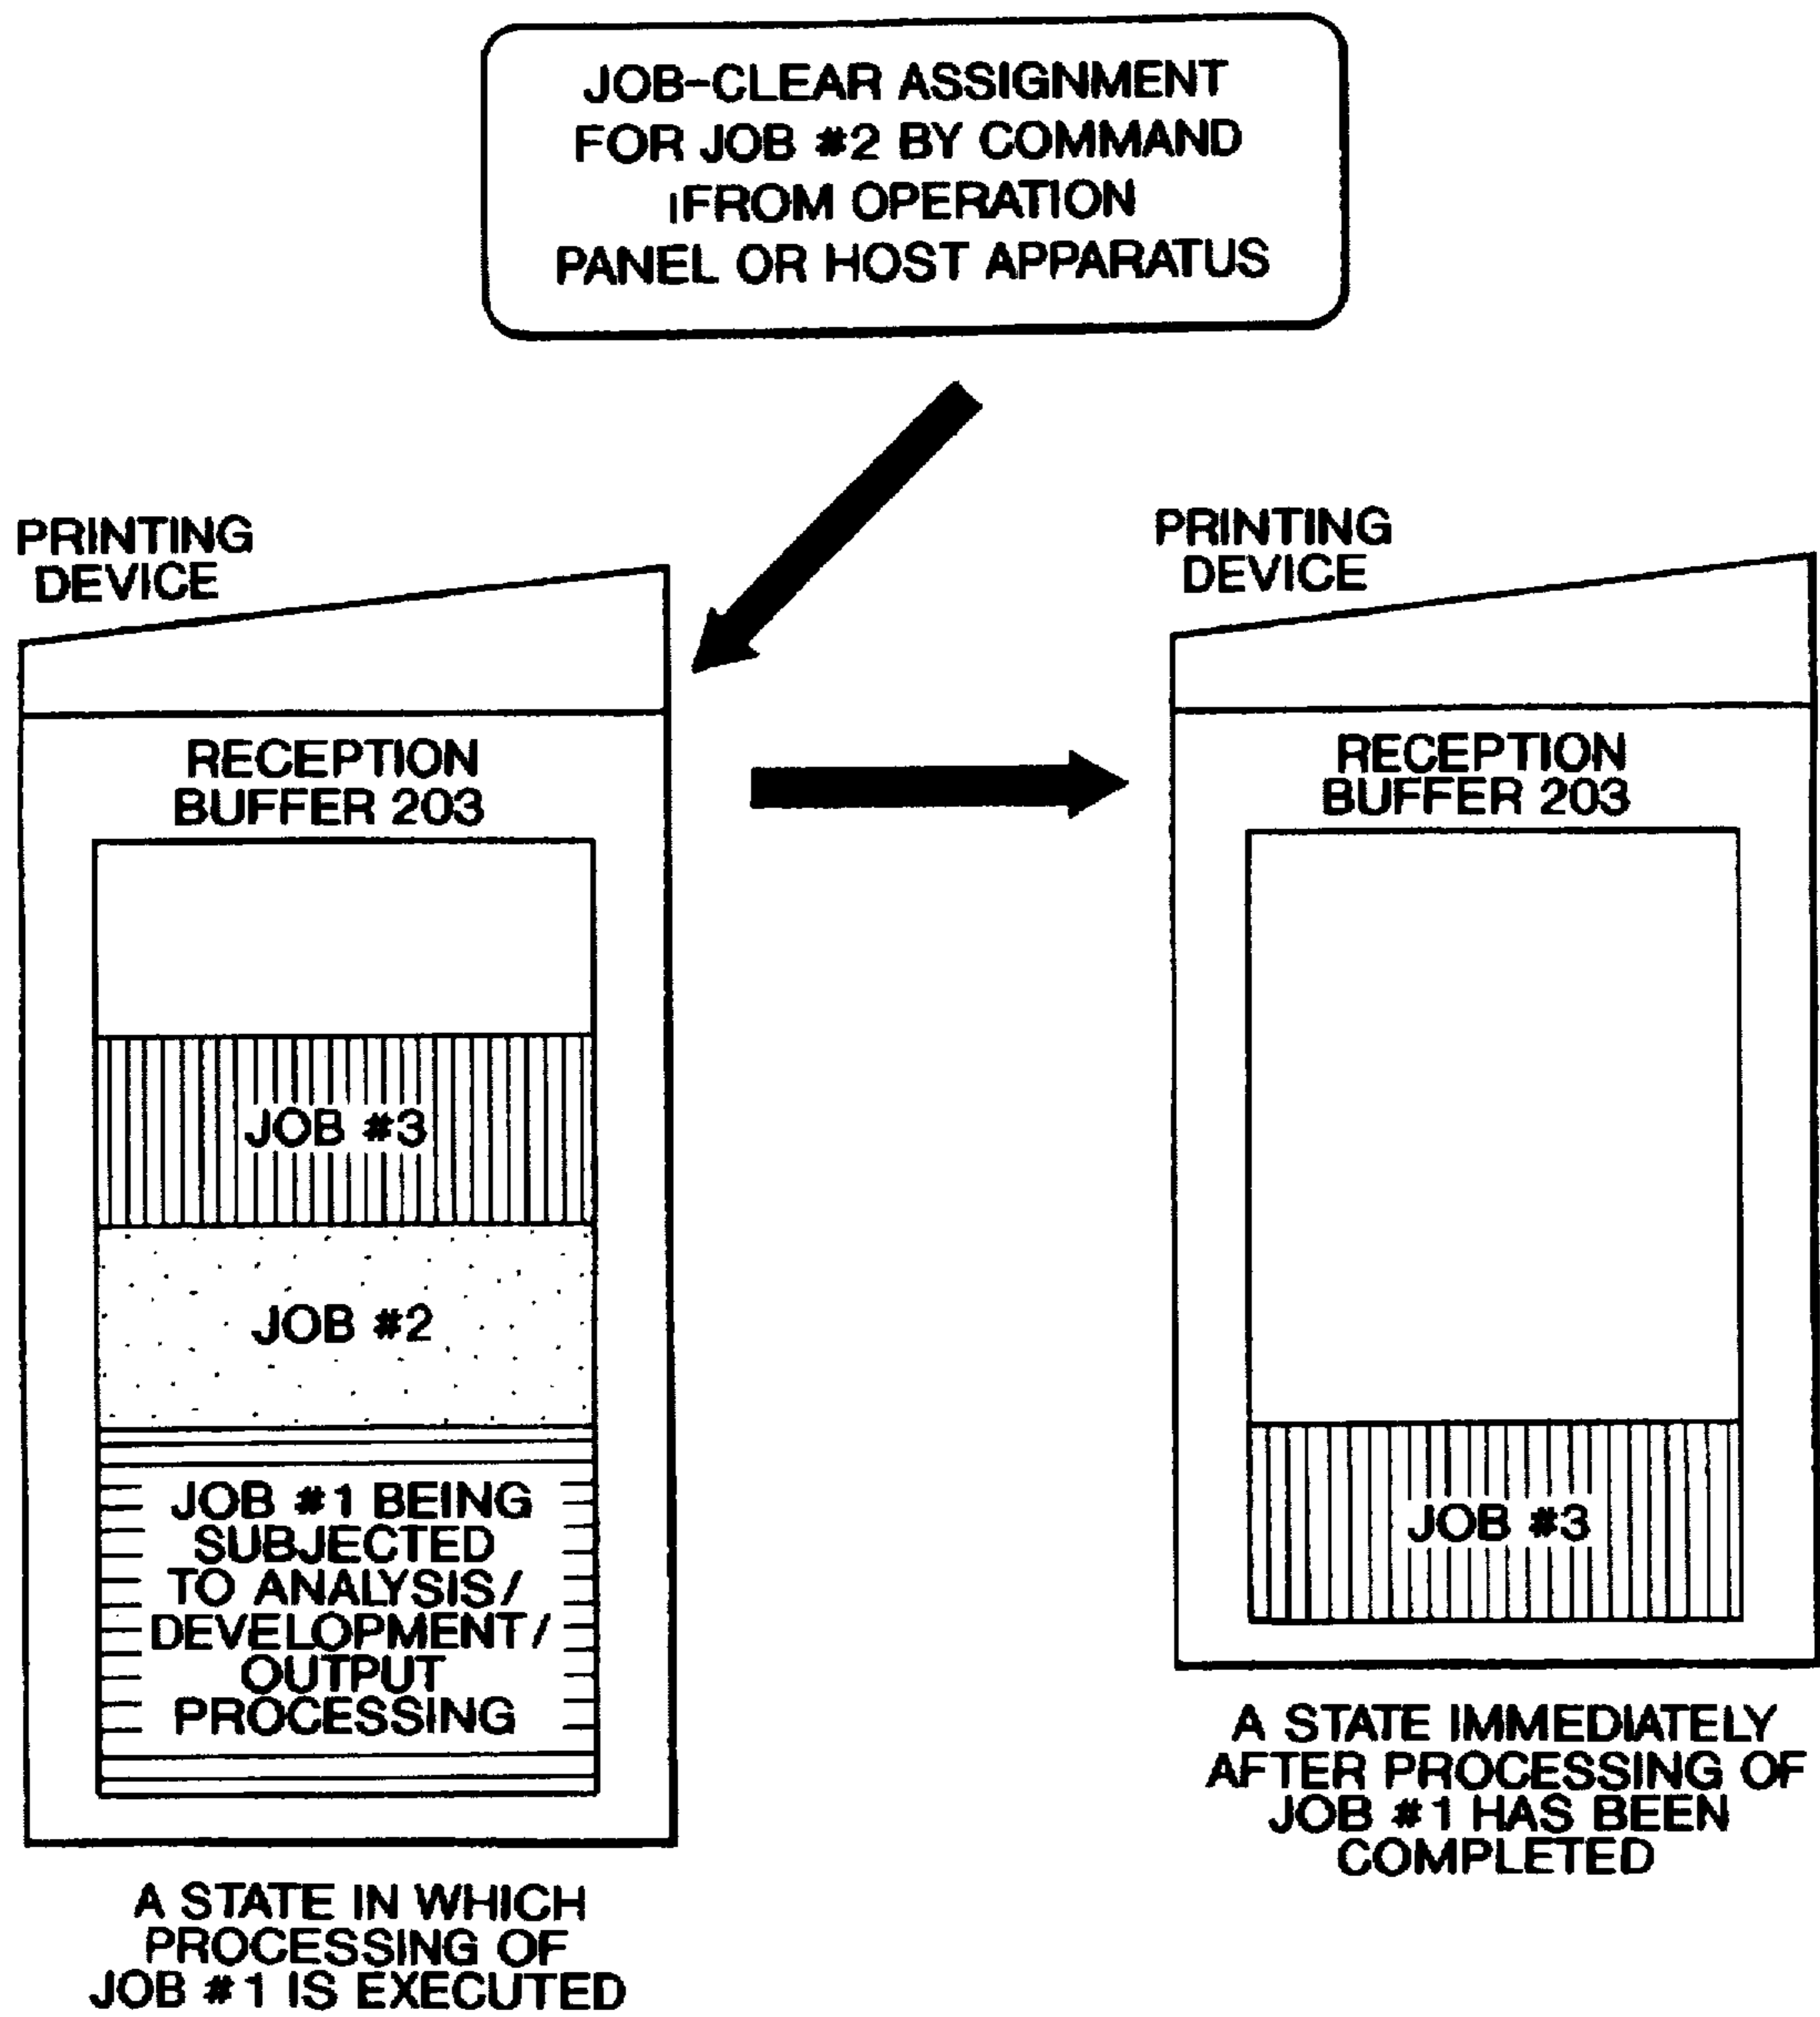 JOB-CLEAR ASSIGNMENT
FOR JOB #2 BY COMMAND
FROM OPERATION
PANEL OR HOST APPARATUS
PRINTING
DEVICE
RECEPTION
BUFFER 203
JOB #3
JOB #2
JOB #1 BEING
SUBJECTED
TO ANALYSIS/
DEVELOPMENT/
OUTPUT
PROCESSING
A STATE IN WHICH
PROCESSING OF
JOB #1 IS EXECUTED
PRINTING
DEVICE
RECEPTION
BUFFER 203
JOB #3
A STATE IMMEDIATELY
AFTER PROCESSING OF
JOB #1 HAS BEEN
COMPLETED